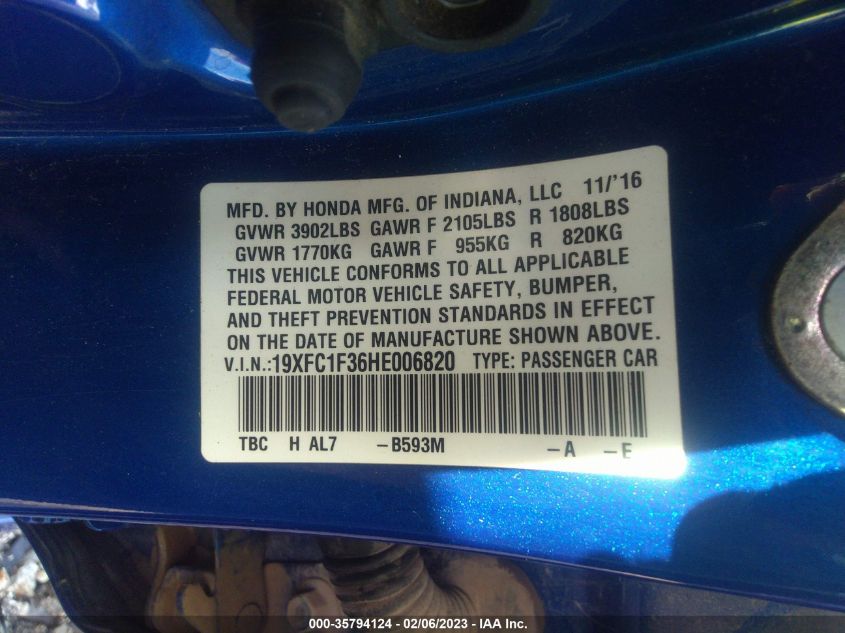 MFD. BY HONDA MFG. OF INDIANA, LLC 11/'16
GVWR 3902LBS GAWR F 2105LBS R 1808LBS
GVWR 1770KG GAWR F 955KG R 820KG
THIS VEHICLE CONFORMS TO ALL APPLICABLE
FEDERAL MOTOR VEHICLE SAFETY, BUMPER,
AND THEFT PREVENTION STANDARDS IN EFFECT
ON THE DATE OF MANUFACTURE SHOWN ABOVE.
V.I.N.:19XFC1F36HE006820 TYPE: PASSENGER CAR
TBC H AL7 -B593M -A -E
000-35794124 - 02/06/2023 - IAA Inc.